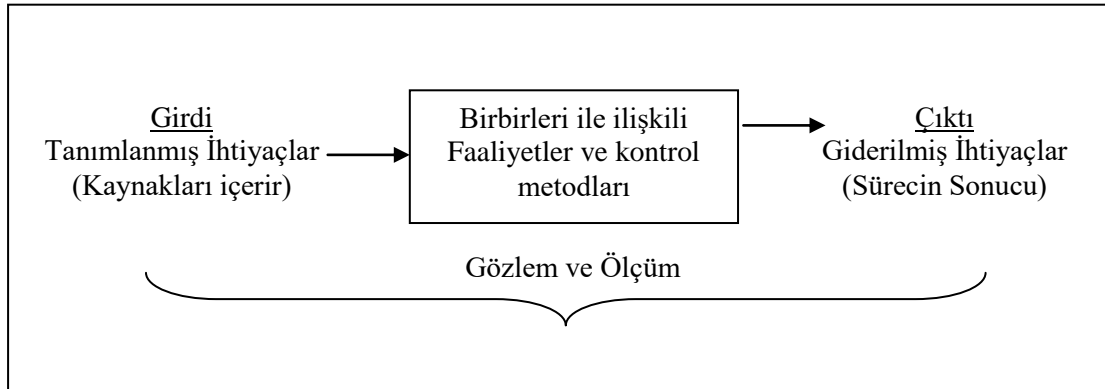 Girdi
Tanımlanmış İhtiyaçlar
(Kaynakları içerir)
Birbirleri ile ilişkili
Faaliyetler ve kontrol
metodları
Çıktı
Giderilmiş İhtiyaçlar
(Sürecin Sonucu)
Gözlem ve Ölçüm